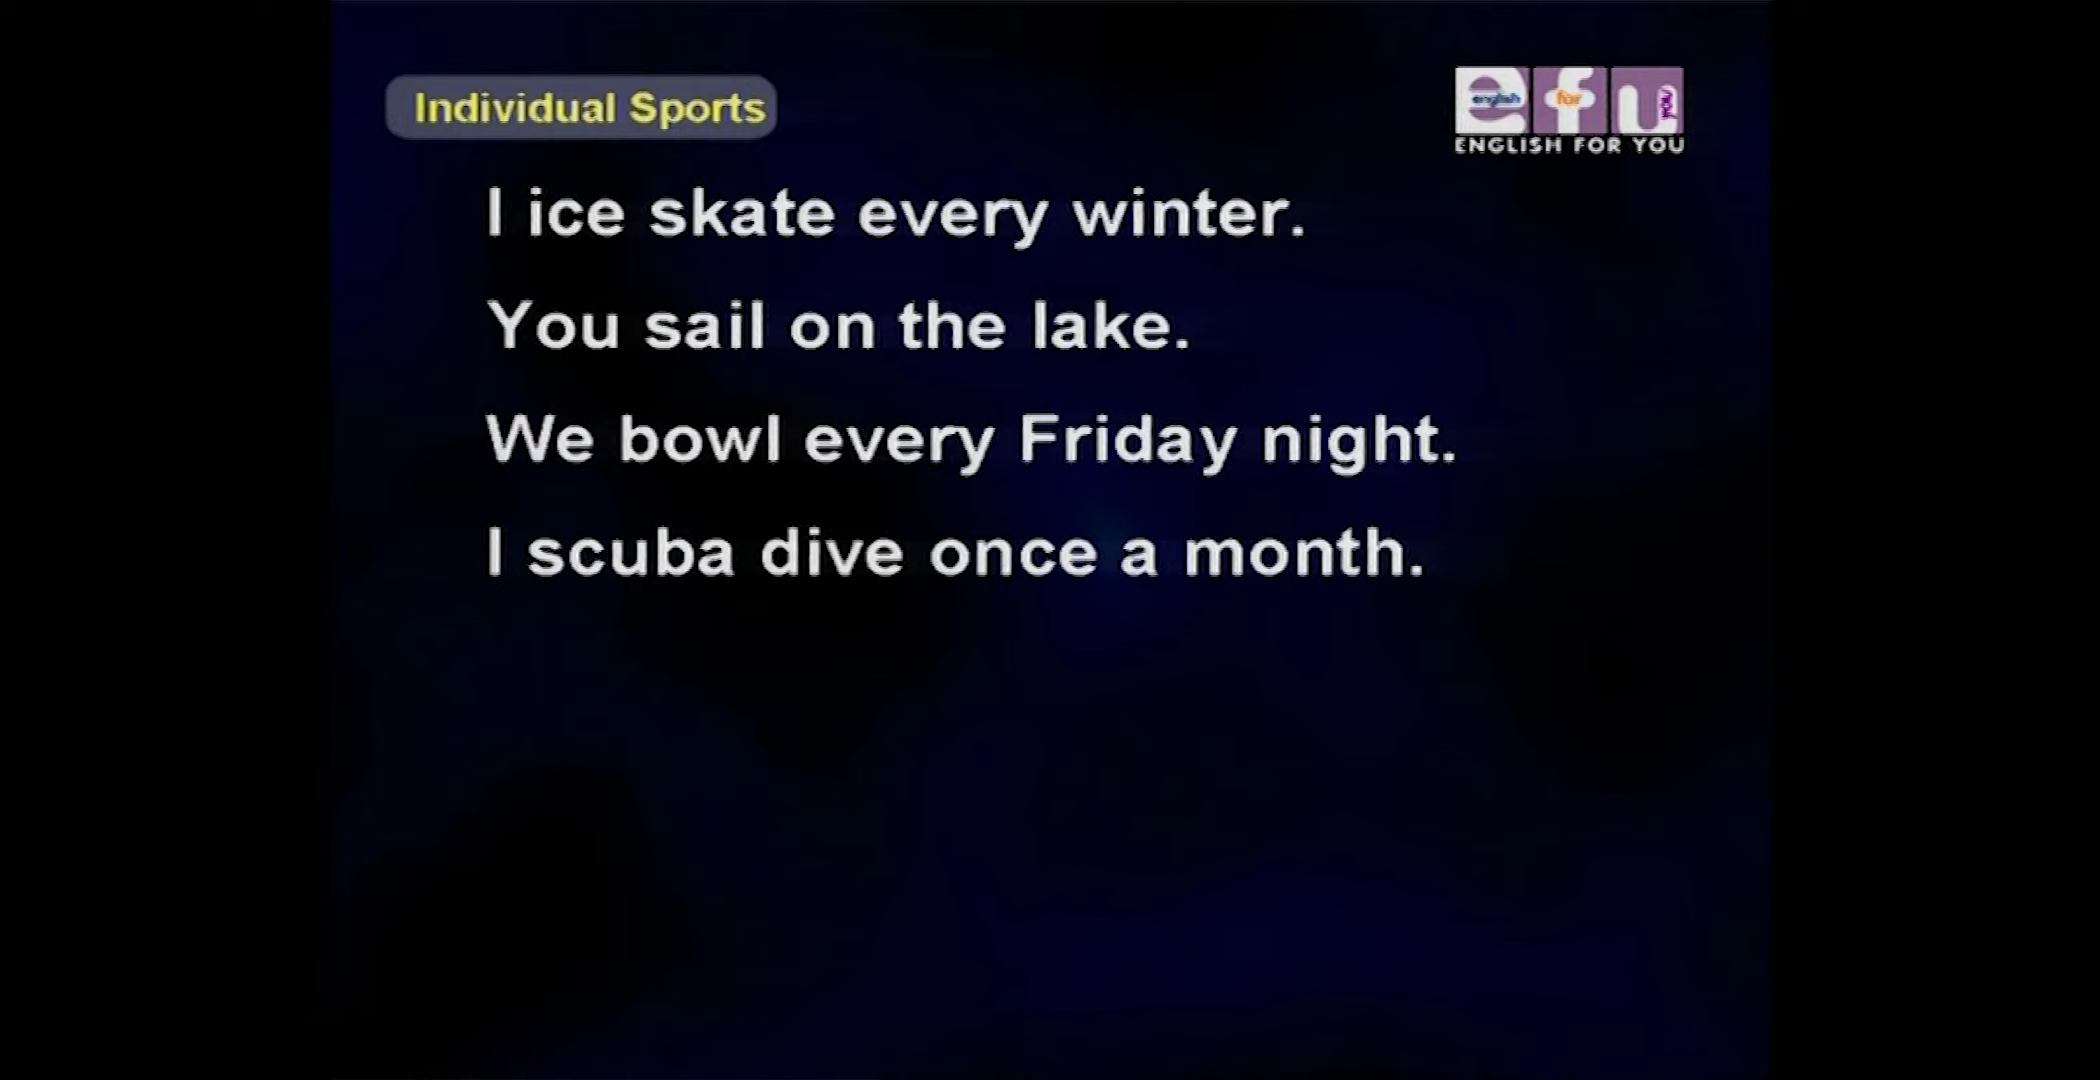 Individual Sports
english for you
ENGLISH FOR YOU
I ice skate every winter.
You sail on the lake.
We bowl every Friday night.
I scuba dive once a month.